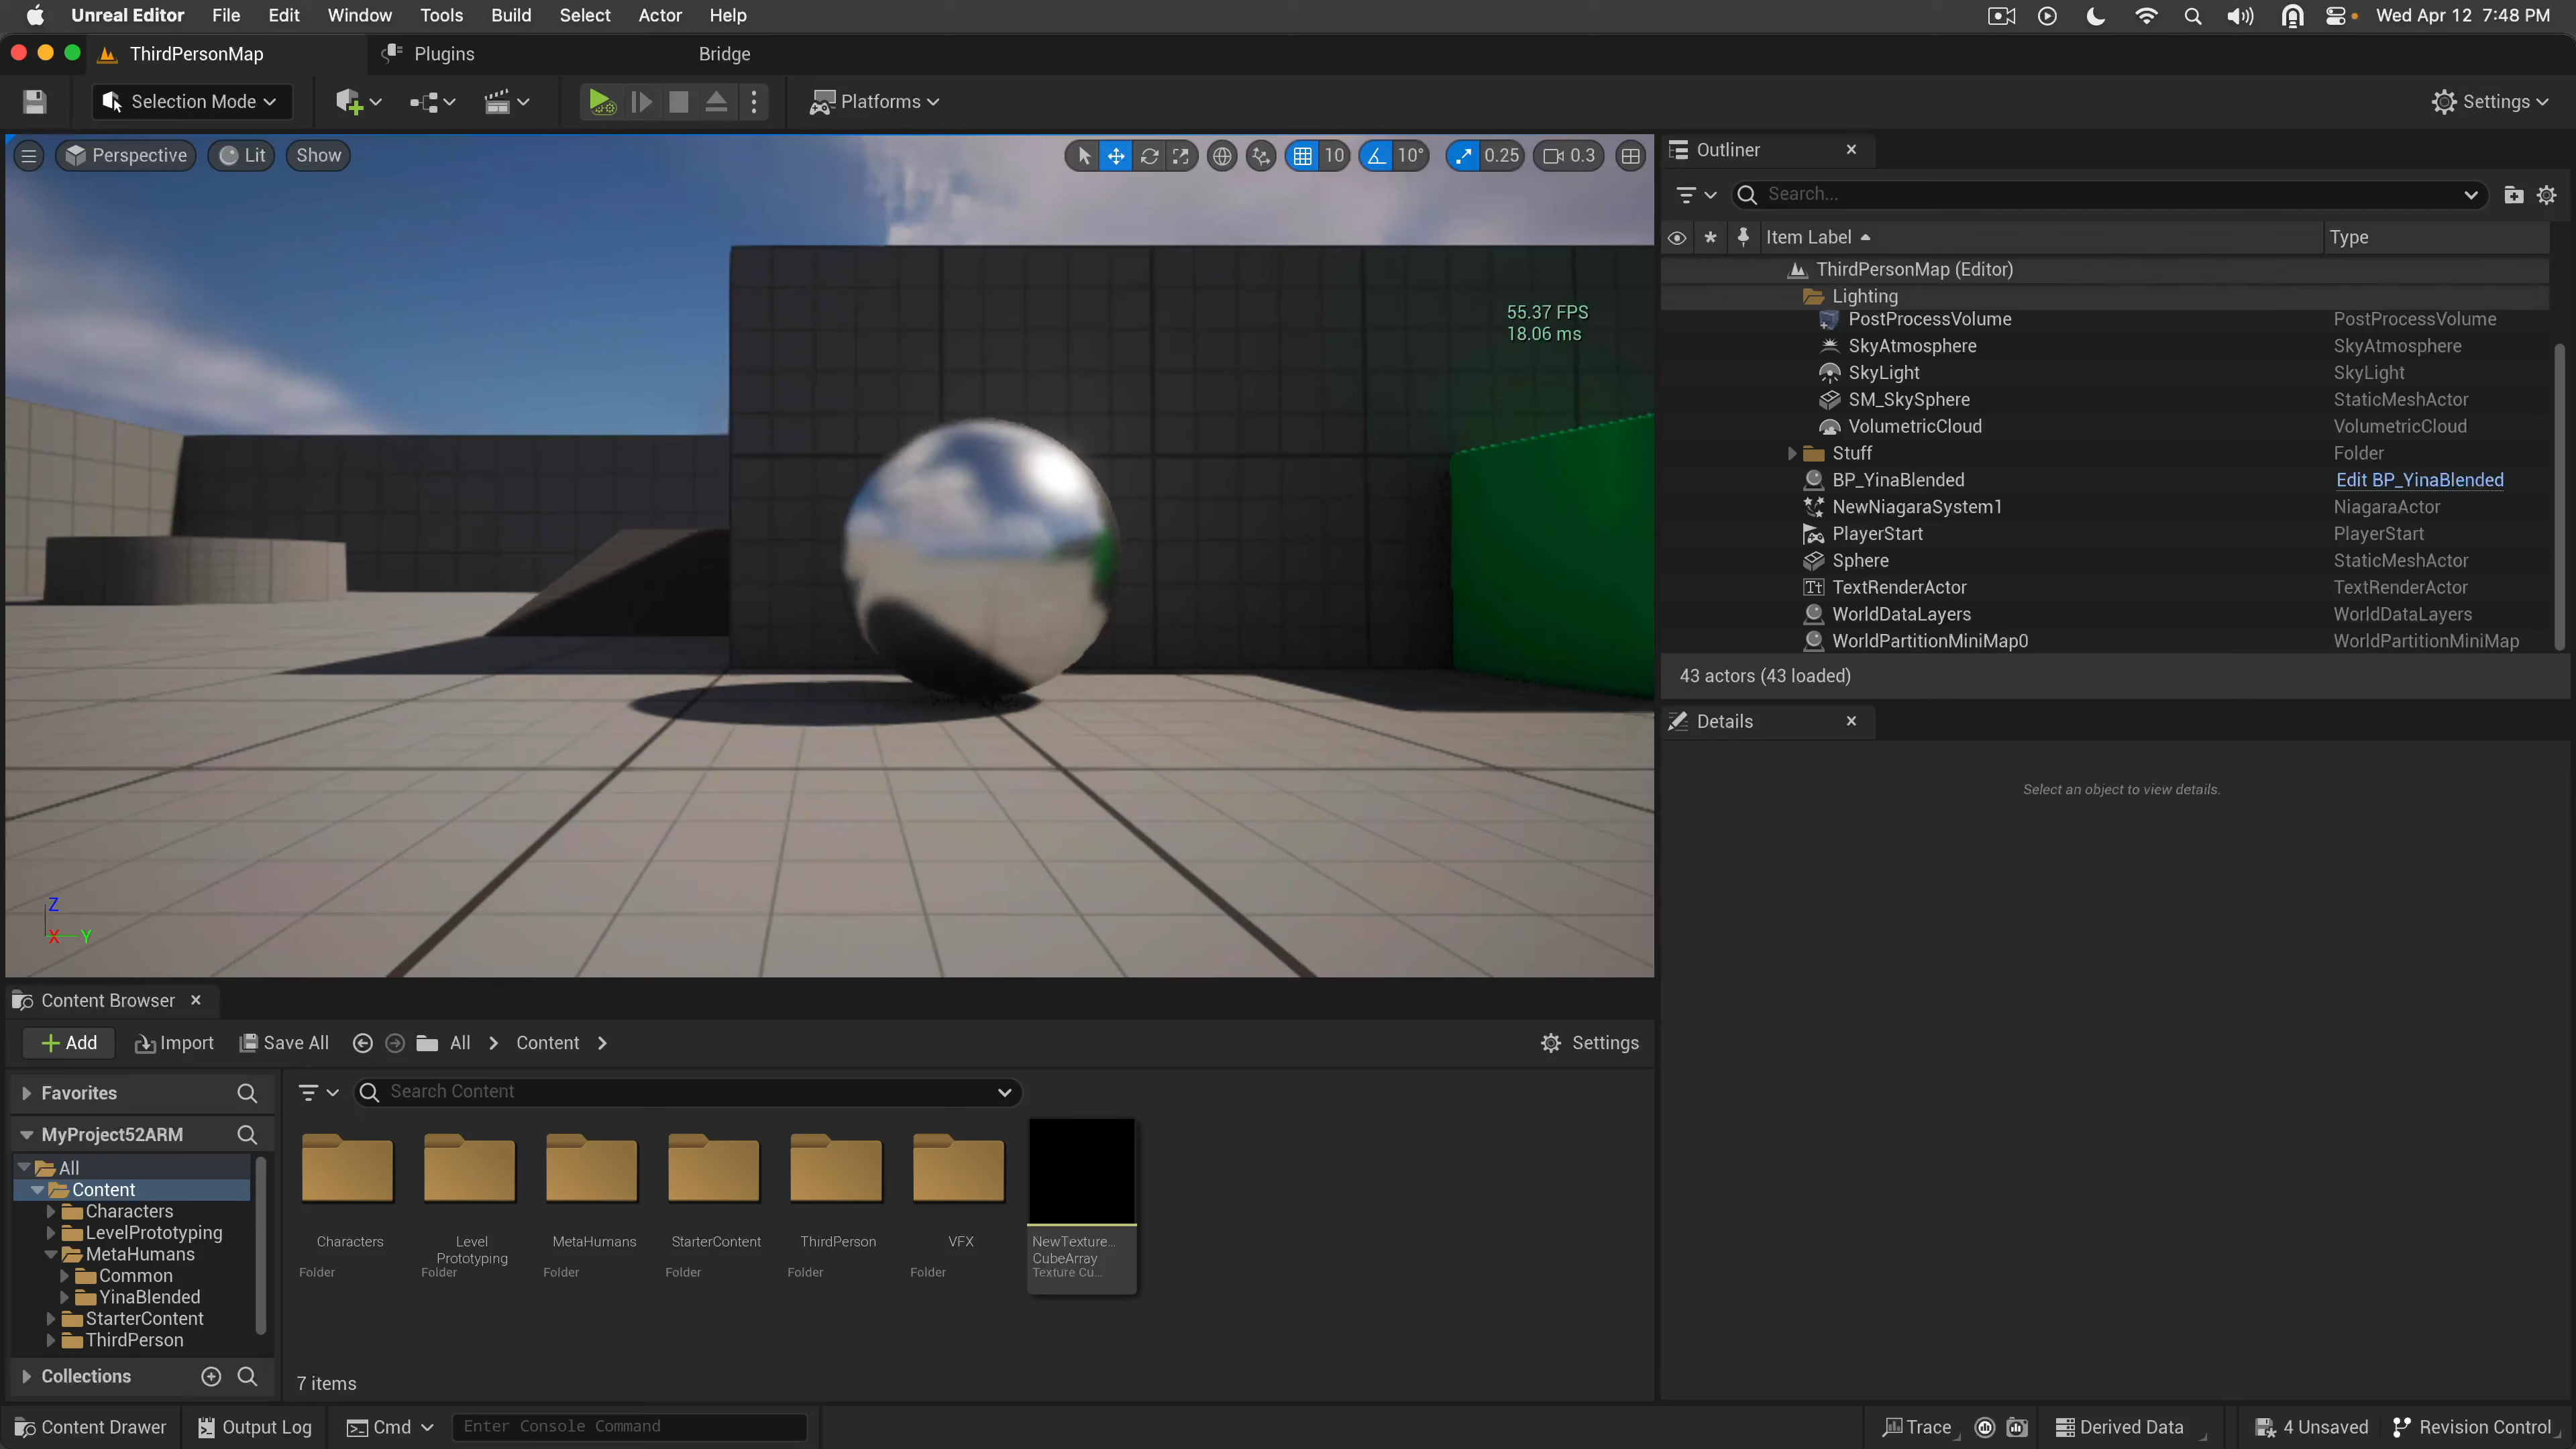 Unreal Editor File Edit Window Tools Build Select Actor Help Wed Apr 12 7:48 PM
ThirdPersonMap Plugins Bridge
Selection Mode Platforms Settings
Perspective Lit Show 10 10° 0.25 0.3
55.37 FPS
18.06 ms
Z
X Y
Outliner
Search...
Item Label Type
ThirdPersonMap (Editor)
Lighting
PostProcessVolume PostProcessVolume
SkyAtmosphere SkyAtmosphere
SkyLight SkyLight
SM_SkySphere StaticMeshActor
VolumetricCloud VolumetricCloud
Stuff Folder
BP_YinaBlended Edit BP_YinaBlended
NewNiagaraSystem1 NiagaraActor
PlayerStart PlayerStart
Sphere StaticMeshActor
TextRenderActor TextRenderActor
WorldDataLayers WorldDataLayers
WorldPartitionMiniMap0 WorldPartitionMiniMap
43 actors (43 loaded)
Details
Select an object to view details.
Content Browser
Add Import Save All All Content Settings
Favorites
MyProject52ARM
All
Content
Characters
LevelPrototyping
MetaHumans
Common
YinaBlended
StarterContent
ThirdPerson
Collections
Search Content
Characters
Folder
Level
Prototyping
Folder
MetaHumans
Folder
StarterContent
Folder
ThirdPerson
Folder
VFX
Folder
NewTexture...
CubeArray
Texture Cu...
7 items
Content Drawer Output Log Cmd Enter Console Command Trace Derived Data 4 Unsaved Revision Control